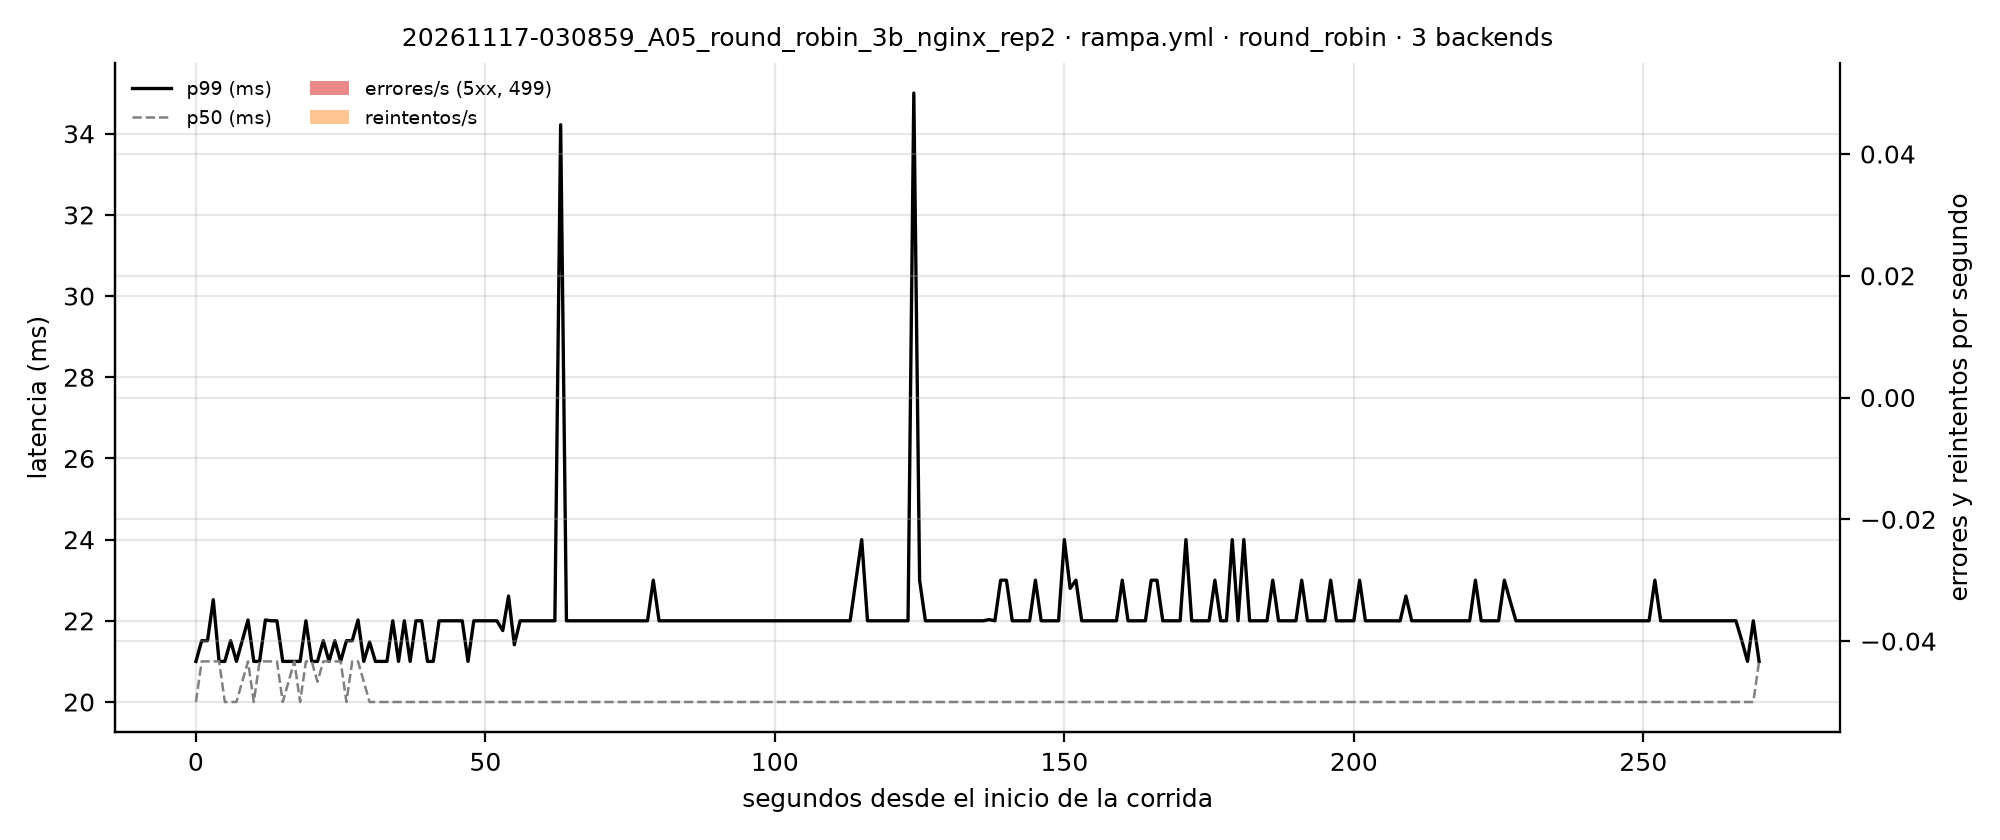 20261117-030859_A05_round_robin_3b_nginx_rep2 · rampa.yml · round_robin · 3 backends
p99 (ms)
p50 (ms)
errores/s (5xx, 499)
reintentos/s
latencia (ms)
34
32
30
28
26
24
22
20
0.04
0.02
0.00
−0.02
−0.04
errores y reintentos por segundo
0
50
100
150
200
250
segundos desde el inicio de la corrida